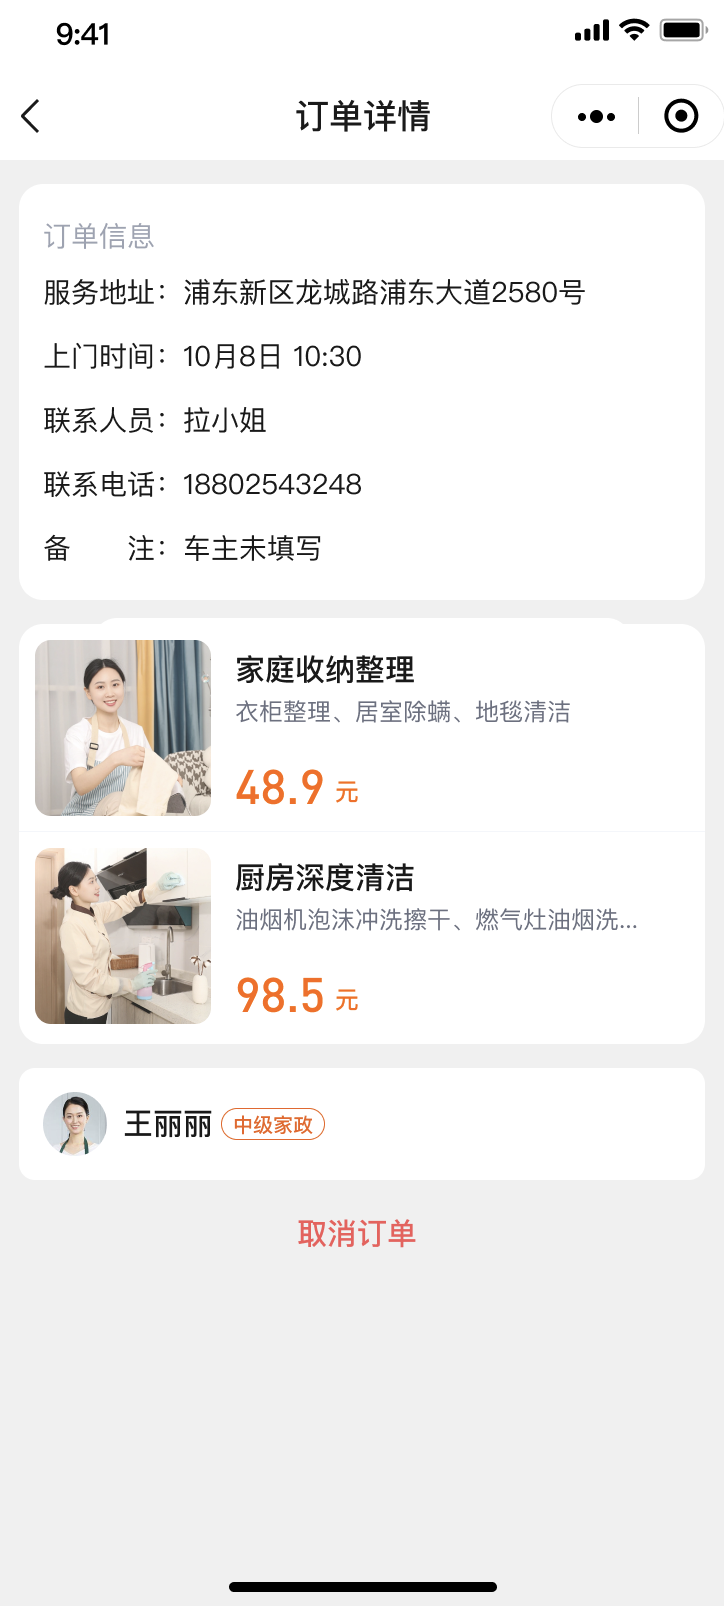 9:41
订单详情
订单信息
服务地址：浦东新区龙城路浦东大道2580号
上门时间：10月8日 10:30
联系人员：拉小姐
联系电话：18802543248
备　　注：车主未填写
家庭收纳整理
衣柜整理、居室除螨、地毯清洁
48.9 元
厨房深度清洁
油烟机泡沫冲洗擦干、燃气灶油烟洗...
98.5 元
王丽丽 中级家政
取消订单